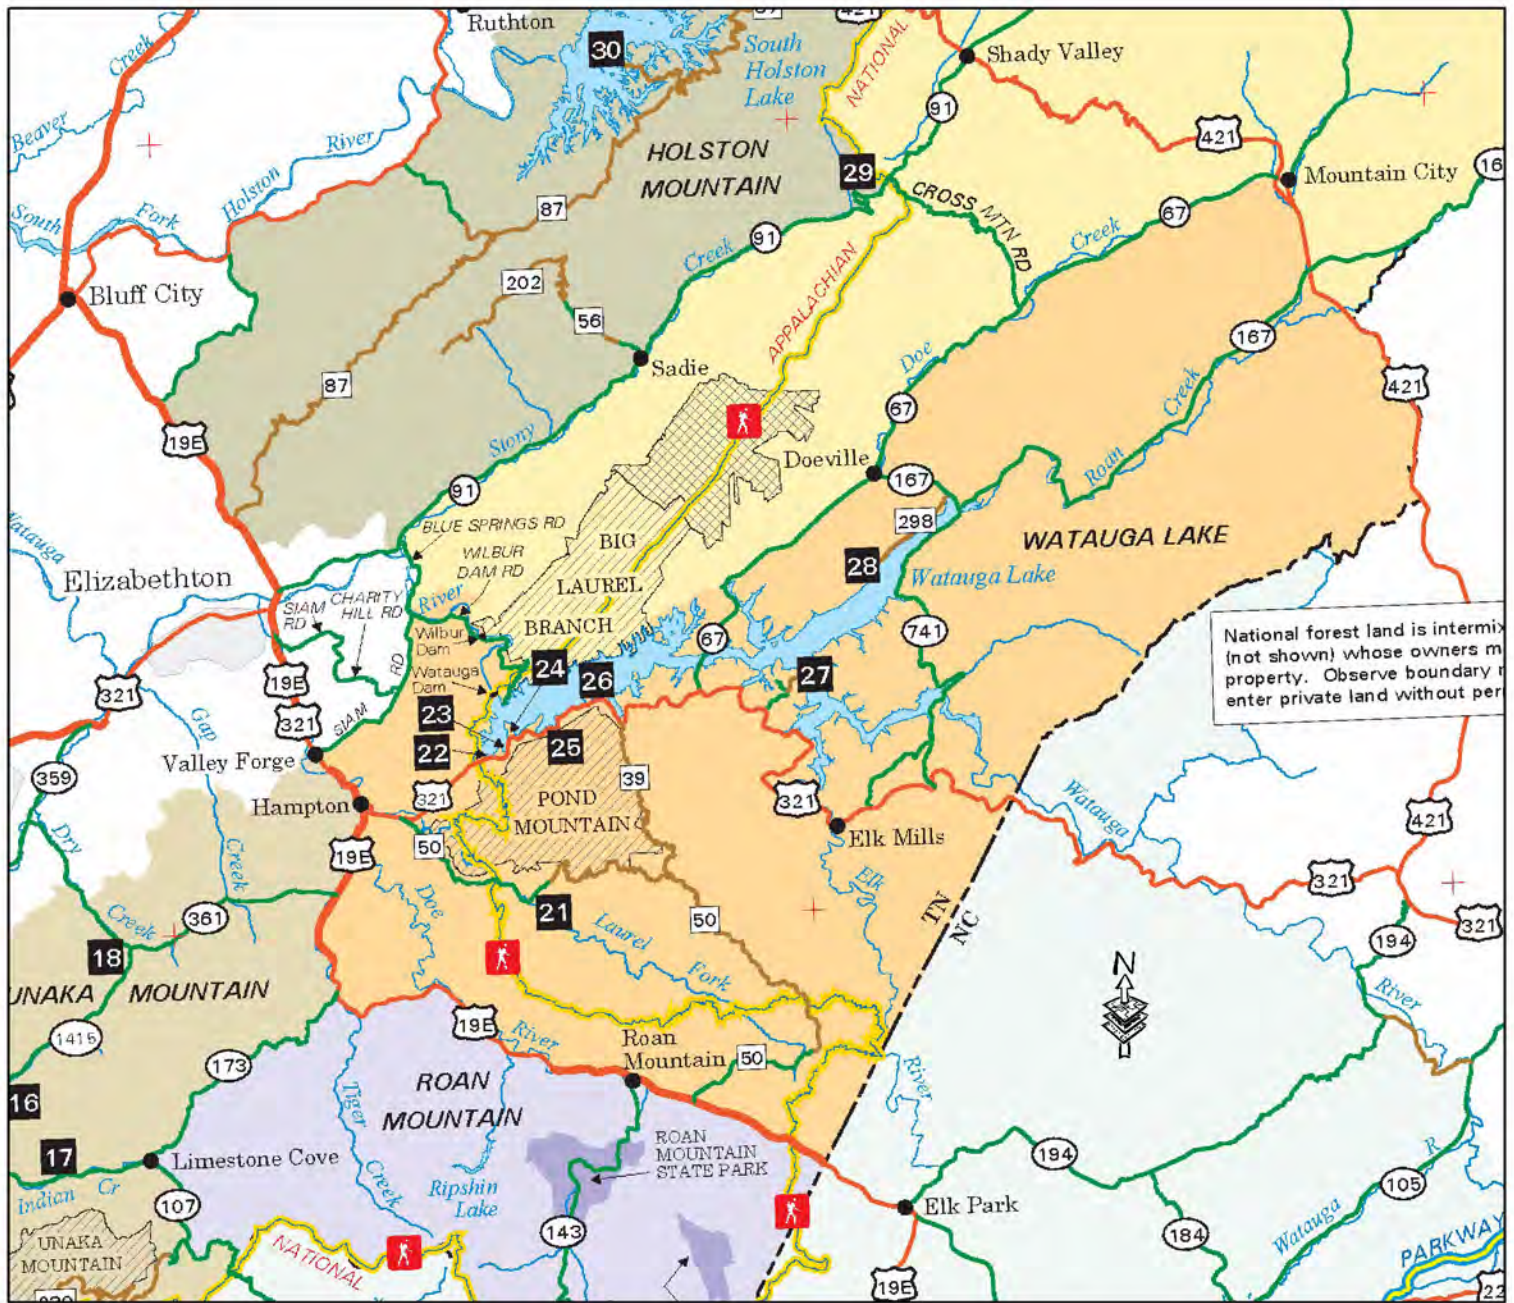 Ruthton
30
South
Holston
Lake
421
NATIONAL
Shady Valley
Creek
Beaver
River
Holston
91
421
HOLSTON
MOUNTAIN
29
Mountain City
South
Fork
87
CROSS MTN RD
67
Creek
91
Creek
202
APPALACHIAN
Bluff City
56
167
Sadie
Doe
87
421
Creek
67
19E
Stony
Doeville
167
Roan
91
298
BLUE SPRINGS RD
BIG
WATAUGA LAKE
WILBUR
DAM RD
28
Watauga Lake
Elizabethton
LAUREL
SIAM
RD
CHARITY
HILL RD
River
BRANCH
67
741
Wilbur
Dam
RD
24
Watauga
Dam
26
27
National forest land is intermix
(not shown) whose owners m
property. Observe boundary
enter private land without per
19E
321
321
SIAM
23
22
25
Gap
Valley Forge
359
39
321
321
POND
MOUNTAIN
Hampton
Watauga
421
Dry
Creek
19E
50
Elk Mills
Elk
321
Doe
361
Creek
21
Laurel
50
TN
NC
321
194
18
Fork
N
UNAKA MOUNTAIN
River
1415
19E
River
Roan
Mountain
50
173
River
ROAN
MOUNTAIN
Tiger
16
ROAN
MOUNTAIN
STATE PARK
17
Limestone Cove
194
R
Creek
Indian Cr
Ripshin
Lake
105
107
Elk Park
143
184
Watauga
UNAKA
MOUNTAIN
NATIONAL
PARKWAY
19E